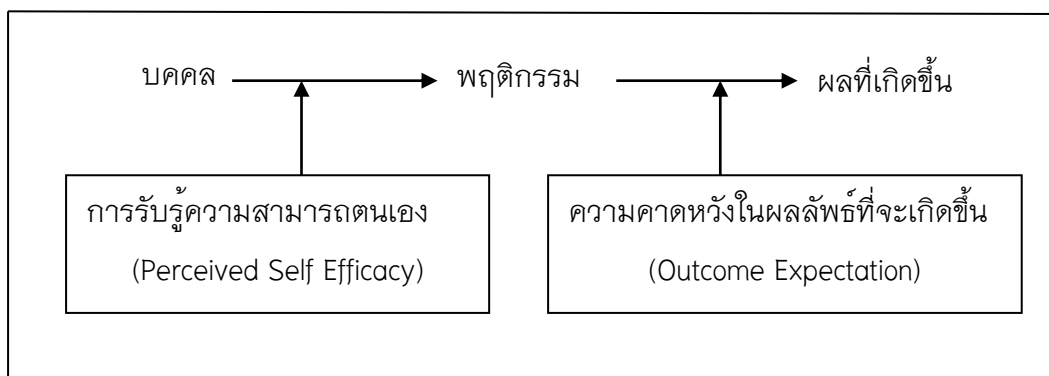 บคคล พฤติกรรม ผลที่เกิดขึ้น
การรับรู้ความสามารถตนเอง
(Perceived Self Efficacy)
ความคาดหวังในผลลัพธ์ที่จะเกิดขึ้น
(Outcome Expectation)